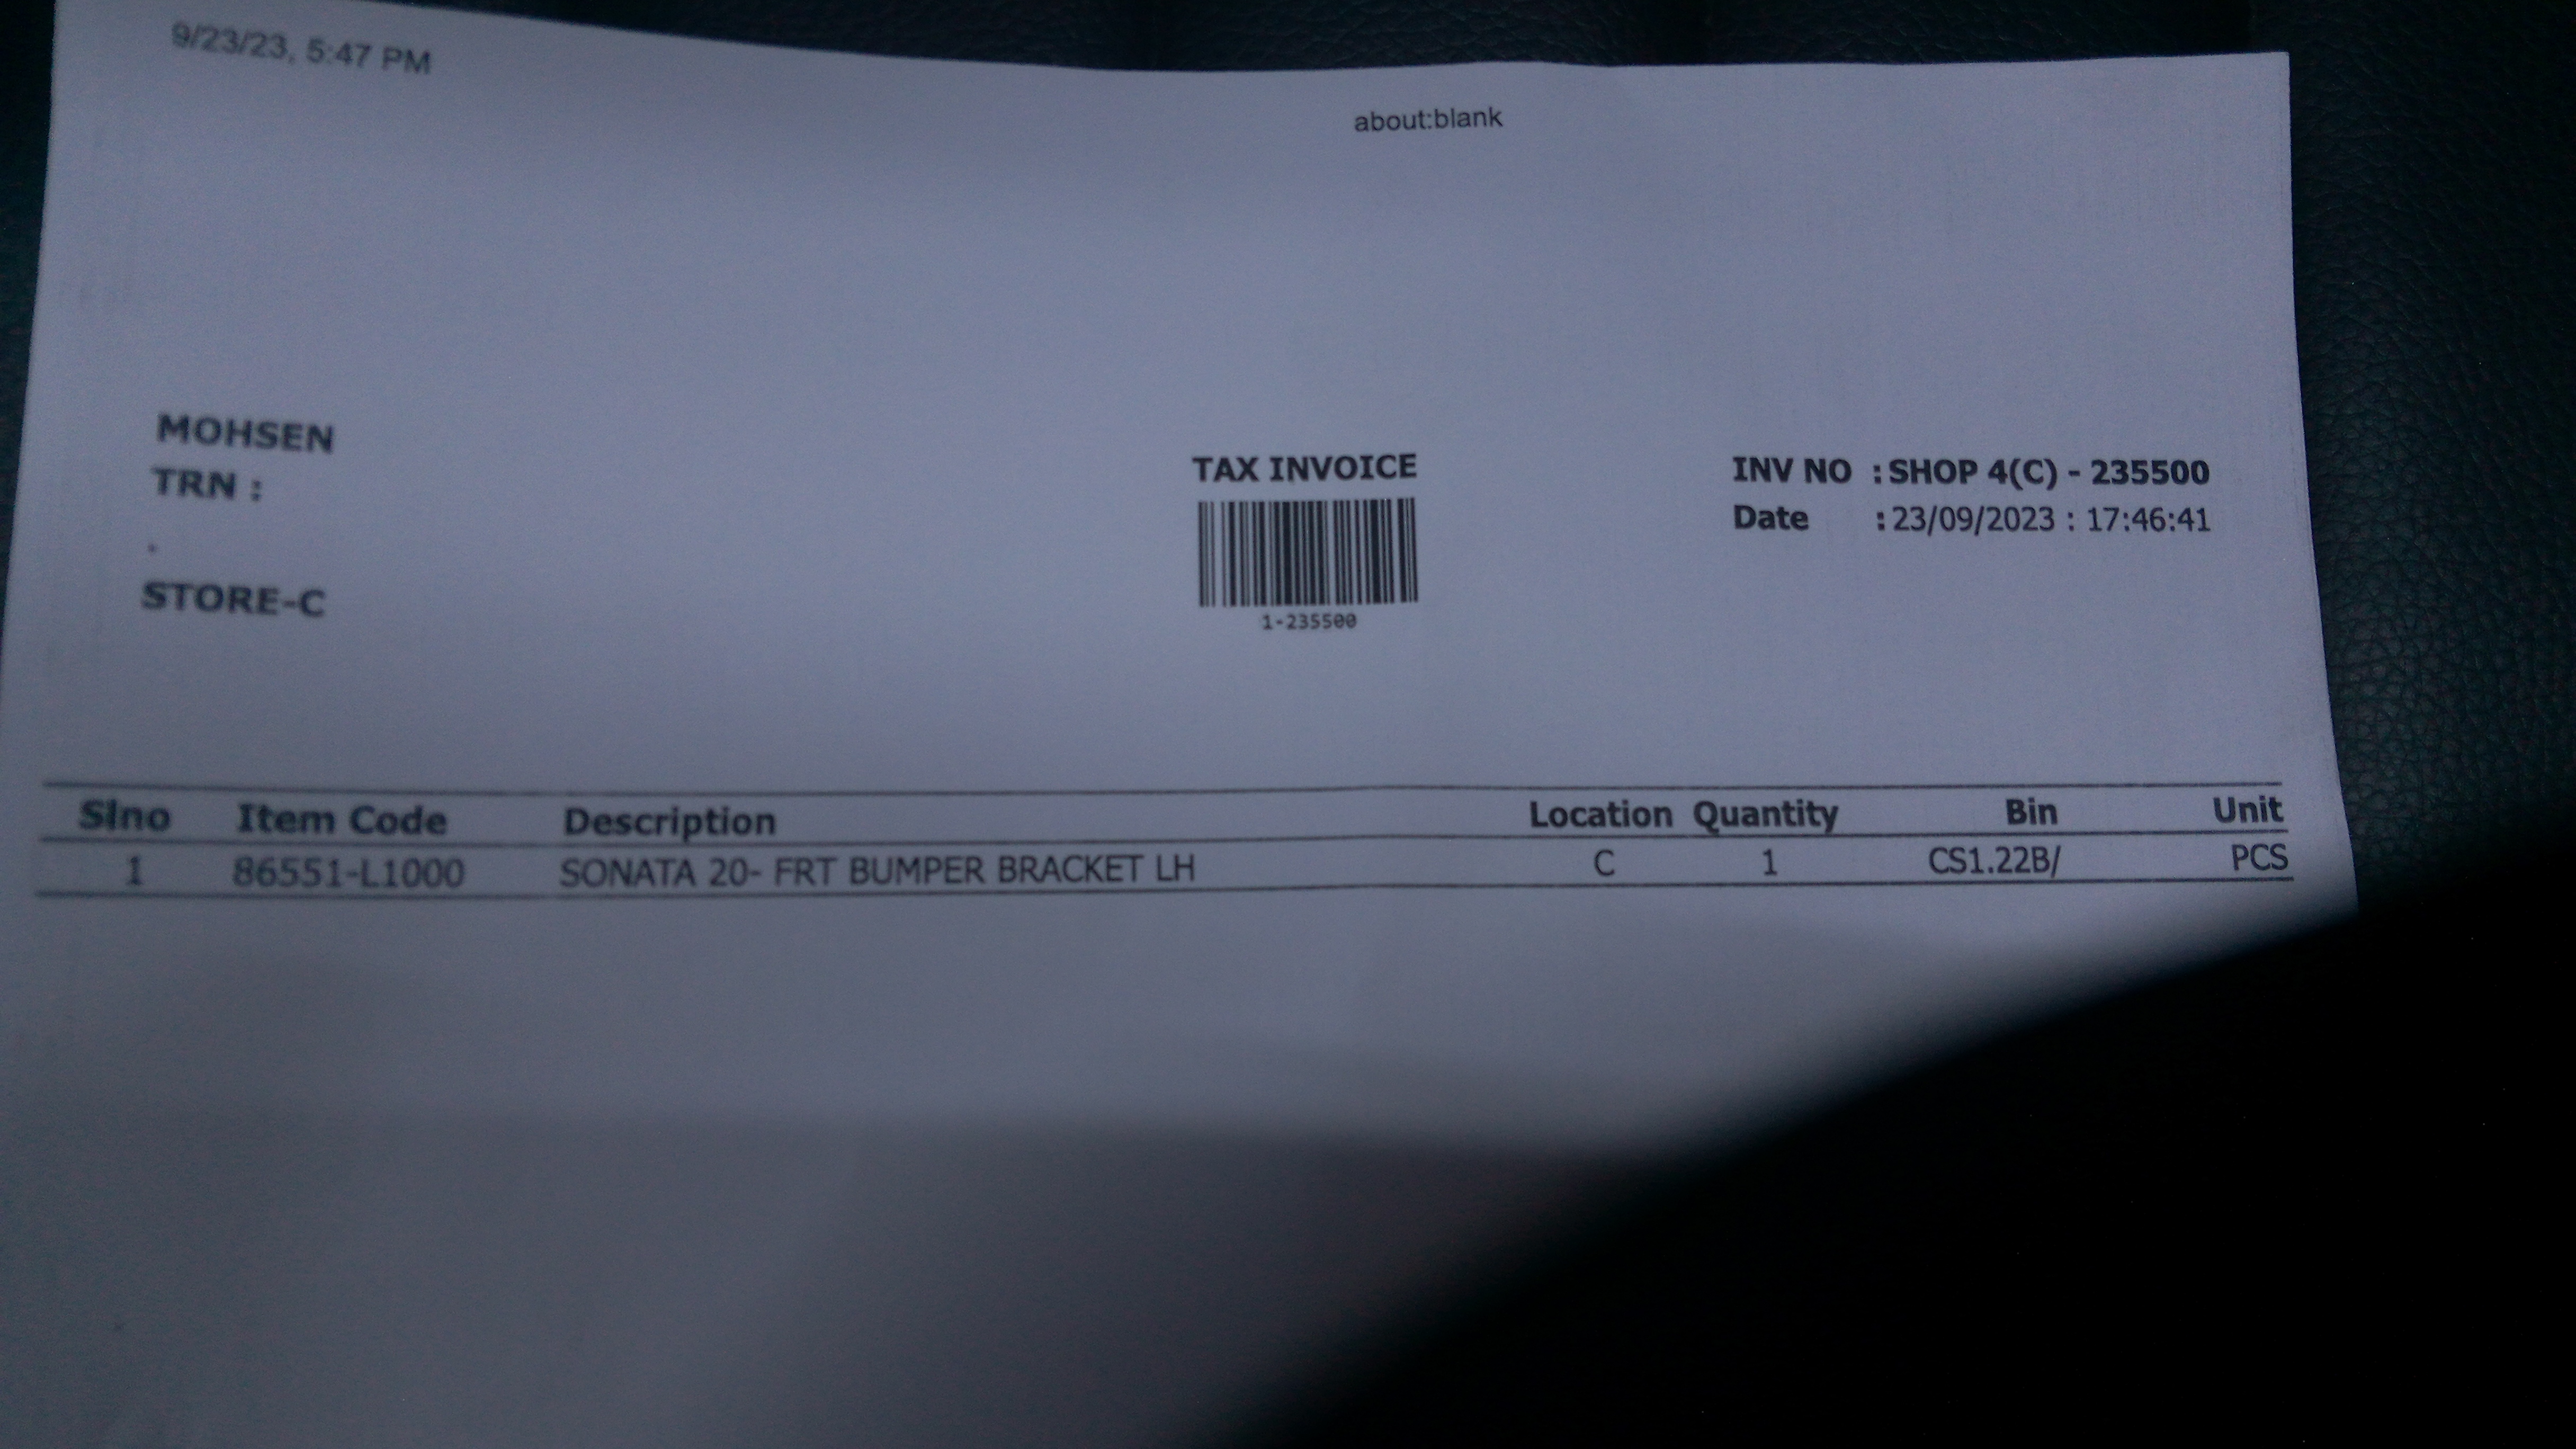 9/23/23, 5:47 PM
about:blank
MOHSEN
TRN :
.
STORE-C
TAX INVOICE
1-235500
INV NO : SHOP 4(C) - 235500
Date : 23/09/2023 : 17:46:41
Slno Item Code Description Location Quantity Bin Unit
1 86551-L1000 SONATA 20- FRT BUMPER BRACKET LH C 1 CS1.22B/ PCS